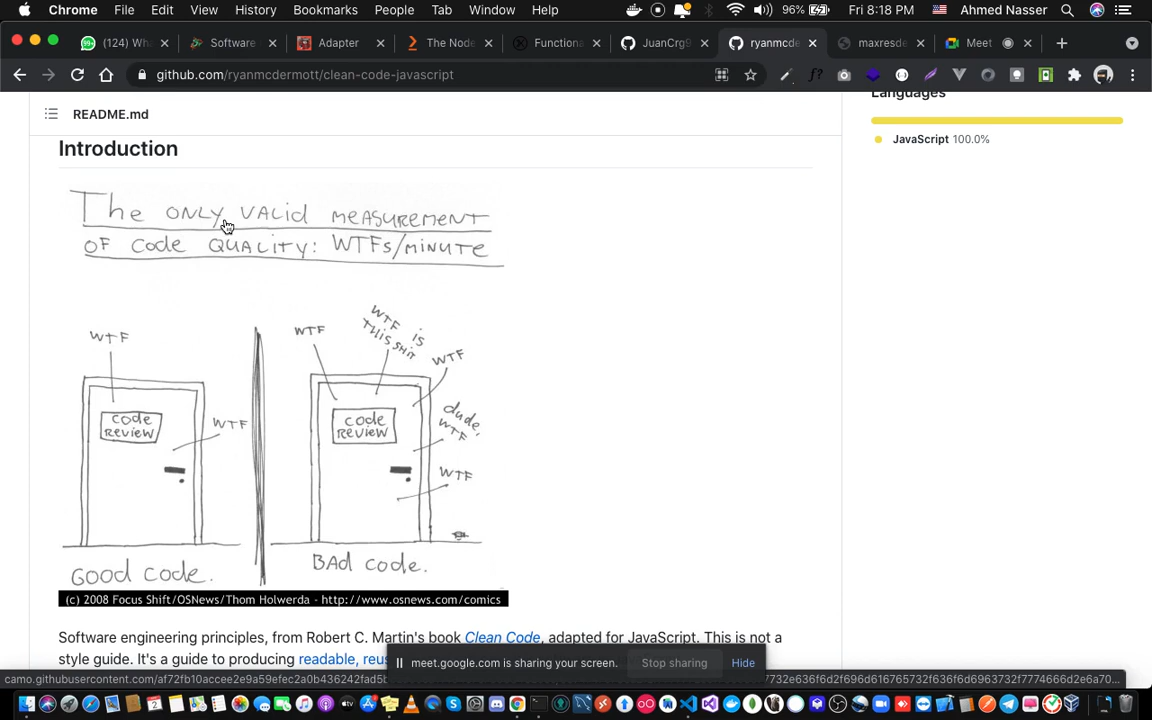 Chrome File Edit View History Bookmarks People Tab Window Help 96% Fri 8:18 PM Ahmed Nasser
(124) Wh Software Adapter The Node Functiona JuanCrg9 ryanmcde maxresde Meet
github.com/ryanmcdermott/clean-code-javascript
README.md
Languages
JavaScript 100.0%
Introduction
The ONLY VALID MEASUREMENT
OF Code QUALITY: WTFs/MINUTE
WTF
WTF
code
REVIEW
Good code.
WTF
WTF is
THIS SHIT
WTF
dude,
WTF
WTF
code
REVIEW
BAd code.
(c) 2008 Focus Shift/OSNews/Thom Holwerda - http://www.osnews.com/comics
Software engineering principles, from Robert C. Martin's book Clean Code, adapted for JavaScript. This is not a
style guide. It's a guide to producing readable, reus
meet.google.com is sharing your screen. Stop sharing Hide